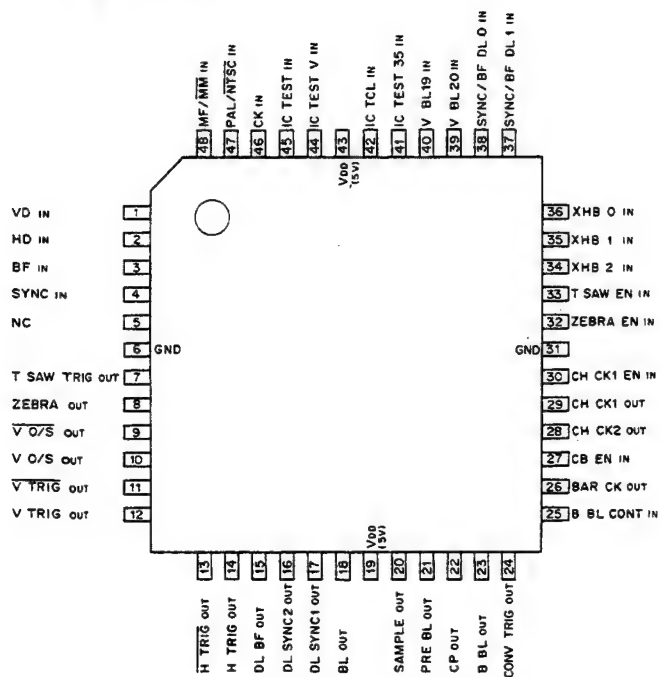 48 MF/MM IN
47 PAL/NTSC IN
46 CK IN
45 IC TEST IN
44 IC TEST V IN
43 VDD (5V)
42 IC TCL IN
41 IC TEST 35 IN
40 V BL19 IN
39 V BL20 IN
38 SYNC/BF DL 0 IN
37 SYNC/BF DL 1 IN
VD IN 1
HD IN 2
BF IN 3
SYNC IN 4
NC 5
6 GND
T SAW TRIG OUT 7
ZEBRA OUT 8
V O/S OUT 9
V O/S OUT 10
V TRIG OUT 11
V TRIG OUT 12
36 XHB 0 IN
35 XHB 1 IN
34 XHB 2 IN
33 T SAW EN IN
32 ZEBRA EN IN
GND 31
30 CH CK1 EN IN
29 CH CK1 OUT
28 CH CK2 OUT
27 CB EN IN
26 BAR CK OUT
25 B BL CONT IN
13 H TRIG OUT
14 H TRIG OUT
15 DL BF OUT
16 DL SYNC2 OUT
17 DL SYNC1 OUT
18 BL OUT
19 VDD (5V)
20 SAMPLE OUT
21 PRE BL OUT
22 CP OUT
23 B BL OUT
24 CONV TRIG OUT